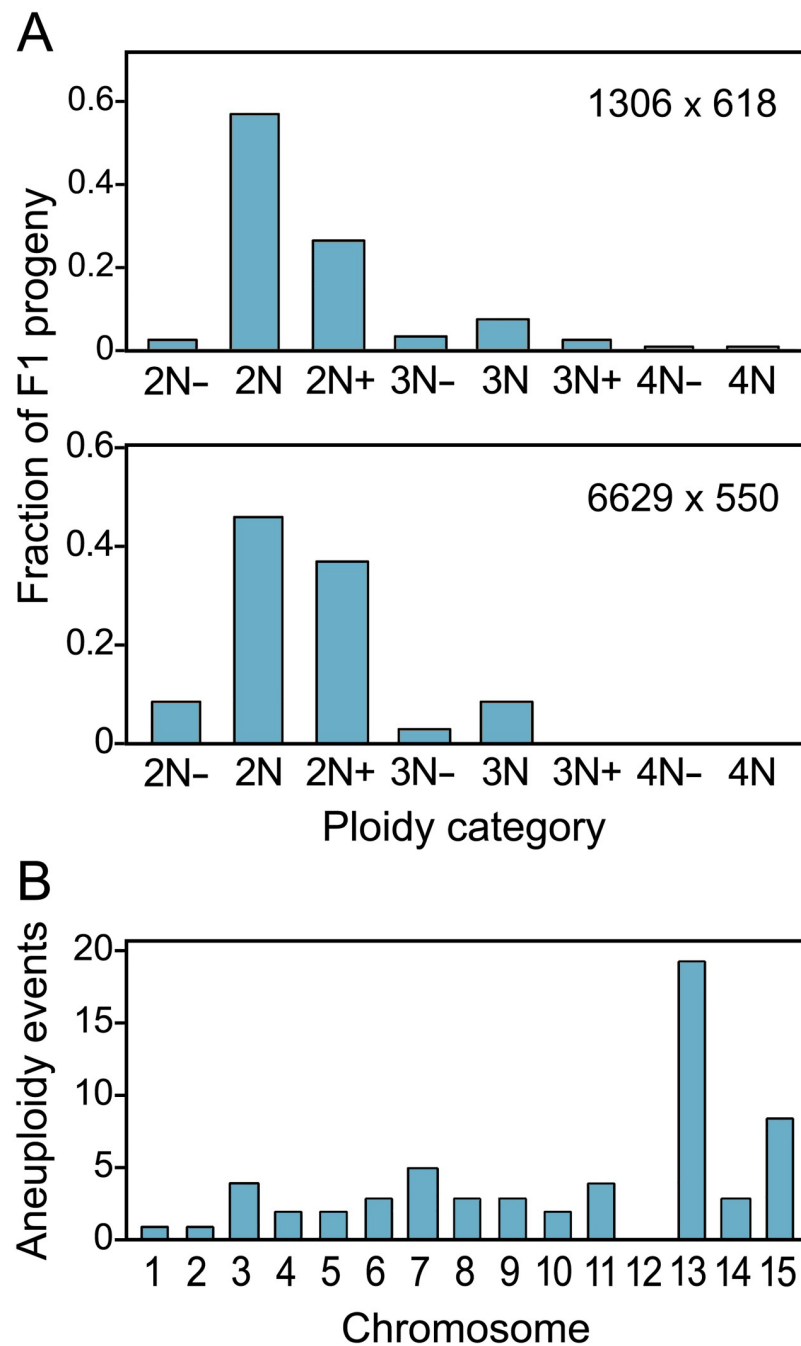 A
Fraction of F1 progeny
1306 x 618
0.6
0.4
0.2
0
2N− 2N 2N+ 3N− 3N 3N+ 4N− 4N
6629 x 550
0.6
0.4
0.2
0
2N− 2N 2N+ 3N− 3N 3N+ 4N− 4N
Ploidy category
B
Aneuploidy events
20
15
10
5
0
1 2 3 4 5 6 7 8 9 10 11 12 13 14 15
Chromosome